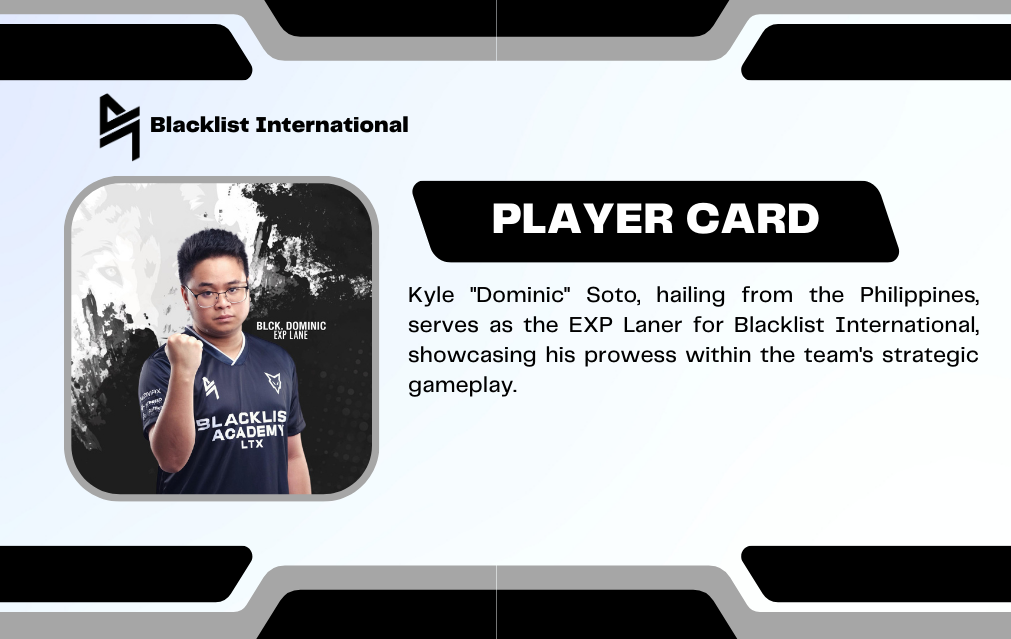 Blacklist International
PLAYER CARD
Kyle "Dominic" Soto, hailing from the Philippines,
serves as the EXP Laner for Blacklist International,
showcasing his prowess within the team's strategic
gameplay.
BLCK. DOMINIC
EXP LANE
BLACKLIS
ACADEMY
LTX